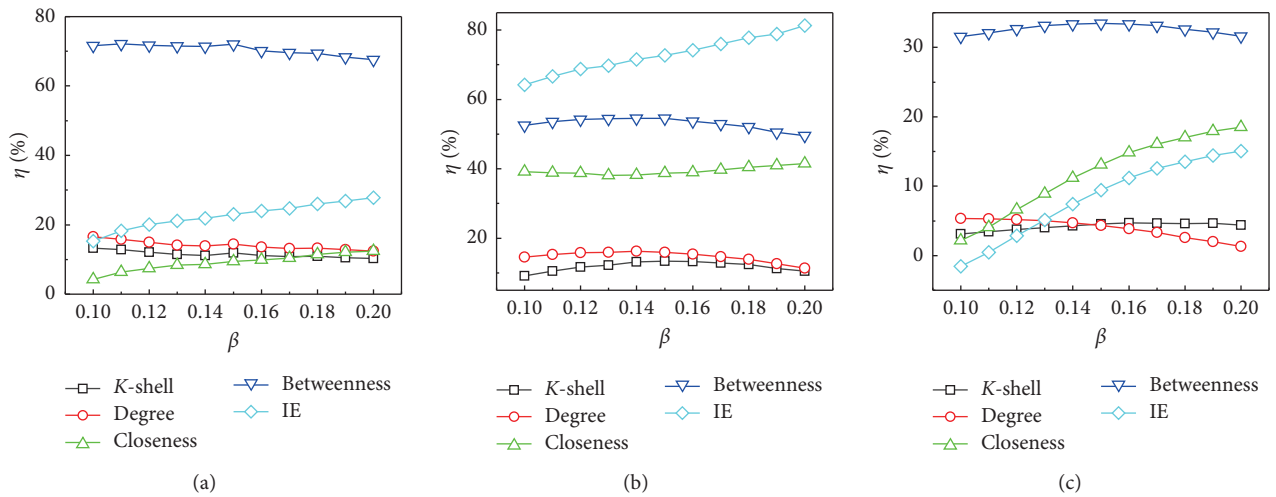 80
60
40
20
0
η (%)
0.10 0.12 0.14 0.16 0.18 0.20
β
K-shell
Degree
Closeness
Betweenness
IE
(a)
80
60
40
20
η (%)
0.10 0.12 0.14 0.16 0.18 0.20
β
K-shell
Degree
Closeness
Betweenness
IE
(b)
30
20
10
0
η (%)
0.10 0.12 0.14 0.16 0.18 0.20
β
K-shell
Degree
Closeness
Betweenness
IE
(c)